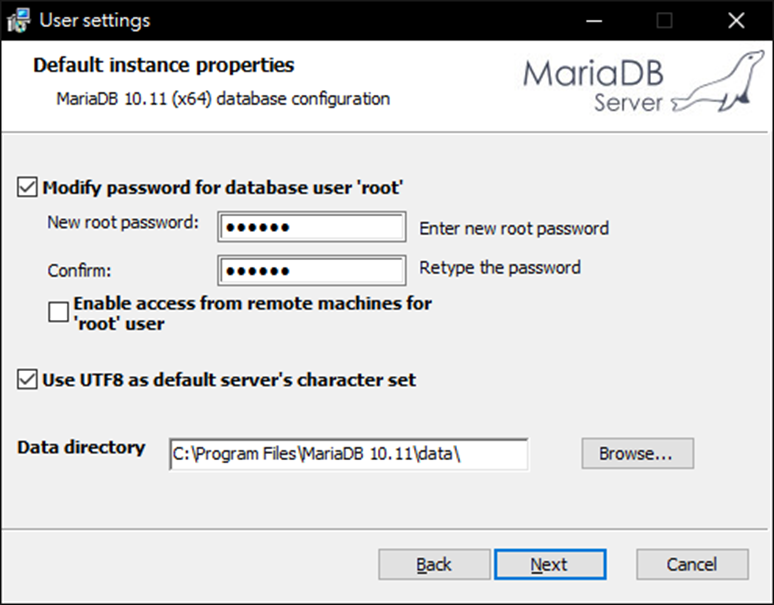 User settings
Default instance properties
MariaDB 10.11 (x64) database configuration
MariaDB
Server
Modify password for database user 'root'
New root password: ●●●●●● Enter new root password
Confirm: ●●●●●● Retype the password
Enable access from remote machines for
'root' user
Use UTF8 as default server's character set
Data directory C:\Program Files\MariaDB 10.11\data\ Browse...
Back Next Cancel